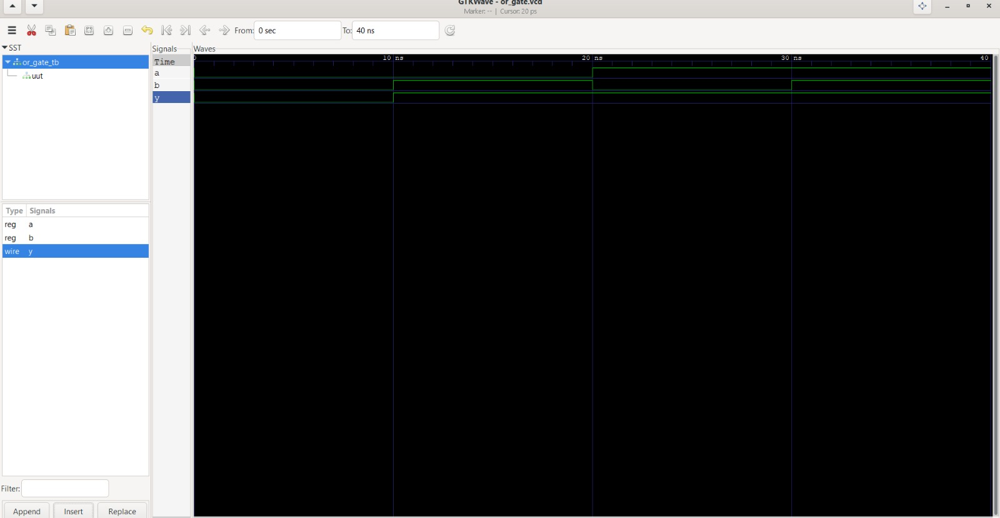 GTKWave - or_gate.vcd
Marker: -- | Cursor: 20 ps
From: 0 sec To: 40 ns
SST
or_gate_tb
uut
Type Signals
reg a
reg b
wire y
Filter:
Append Insert Replace
Signals
Time
a
b
y
Waves
0 10 ns 20 ns 30 ns 40